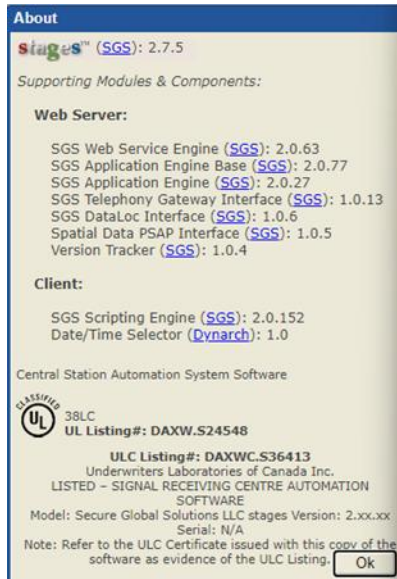 About
stages™ (SGS): 2.7.5
Supporting Modules & Components:
Web Server:
SGS Web Service Engine (SGS): 2.0.63
SGS Application Engine Base (SGS): 2.0.77
SGS Application Engine (SGS): 2.0.27
SGS Telephony Gateway Interface (SGS): 1.0.13
SGS DataLoc Interface (SGS): 1.0.6
Spatial Data PSAP Interface (SGS): 1.0.5
Version Tracker (SGS): 1.0.4
Client:
SGS Scripting Engine (SGS): 2.0.152
Date/Time Selector (Dynarch): 1.0
Central Station Automation System Software
CLASSIFIED
UL
38LC
UL Listing#: DAXW.S24548
ULC Listing#: DAXWC.S36413
Underwriters Laboratories of Canada Inc.
LISTED – SIGNAL RECEIVING CENTRE AUTOMATION
SOFTWARE
Model: Secure Global Solutions LLC stages Version: 2.xx.xx
Serial: N/A
Note: Refer to the ULC Certificate issued with this copy of the
software as evidence of the ULC Listing.
Ok